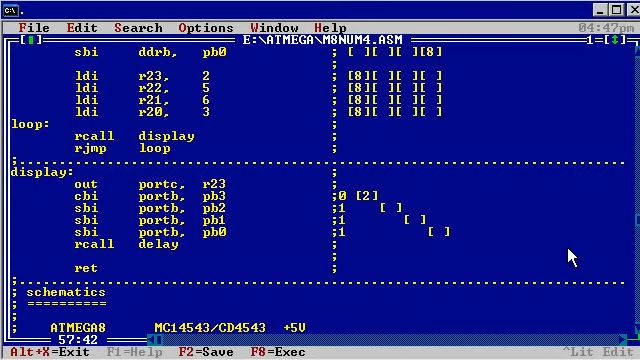 C:\ .
File Edit Search Options Window Help 04:47pm
[ ] E:\ATMEGA\M8NUM4.ASM 1=[↕]
sbi ddrb, pb0 ; [ ][ ][ ][8]
;
ldi r23, 2 ; [8][ ][ ][ ]
ldi r22, 5 ; [8][ ][ ][ ]
ldi r21, 6 ; [8][ ][ ][ ]
ldi r20, 3 ; [8][ ][ ][ ]
loop: ;
rcall display ;
rjmp loop ;
;................................................
display: ;
out portc, r23 ;
cbi portb, pb3 ;0 [2]
sbi portb, pb2 ;1 [ ]
sbi portb, pb1 ;1 [ ]
sbi portb, pb0 ;1 [ ]
rcall delay ;
;
ret ;
;................................................
; schematics
; ==========
;
; ATMEGA8 MC14543/CD4543 +5V
57:42
Alt+X=Exit F1=Help F2=Save F8=Exec ^Lit Edit